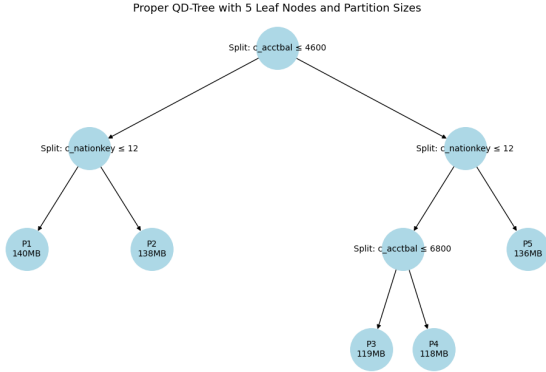 Proper QD-Tree with 5 Leaf Nodes and Partition Sizes
Split: c_acctbal ≤ 4600
Split: c_nationkey ≤ 12
Split: c_nationkey ≤ 12
P1
140MB
P2
138MB
Split: c_acctbal ≤ 6800
P5
136MB
P3
119MB
P4
118MB